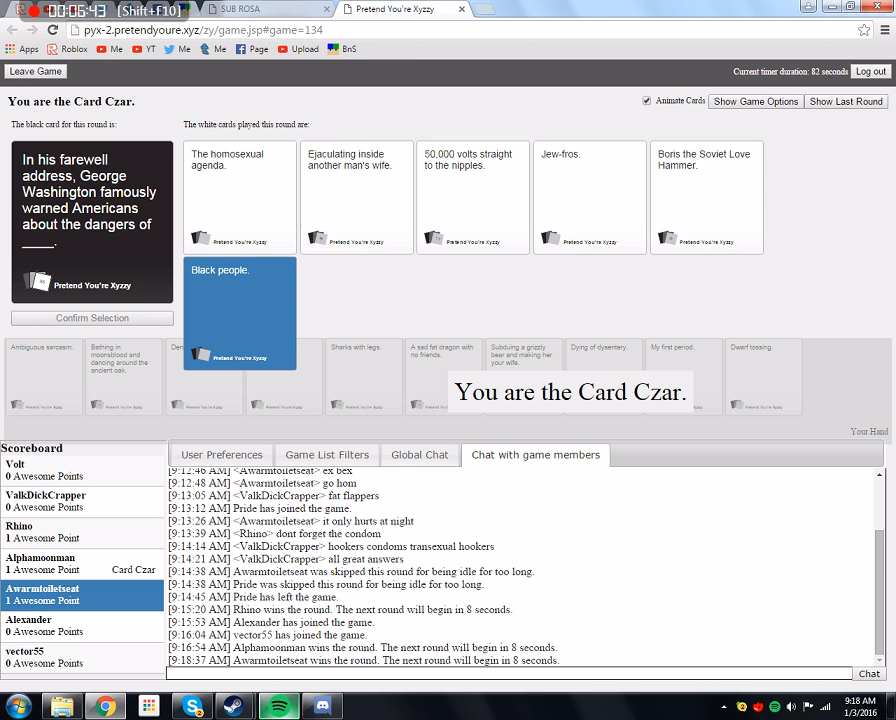 00:06:43 [Shift+F10]
SUB ROSA
Pretend You're Xyzzy
pyx-2.pretendyoure.xyz/zy/game.jsp#game=134
Apps Roblox Me YT Me Me Page Upload BnS
Leave Game
Current timer duration: 82 seconds
Log out
You are the Card Czar.
Animate Cards
Show Game Options
Show Last Round
The black card for this round is:
The white cards played this round are:
In his farewell
address, George
Washington famously
warned Americans
about the dangers of
_____.
Pretend You're Xyzzy
Confirm Selection
The homosexual
agenda.
Pretend You're Xyzzy
Ejaculating inside
another man's wife.
Pretend You're Xyzzy
50,000 volts straight
to the nipples.
Pretend You're Xyzzy
Jew-fros.
Pretend You're Xyzzy
Boris the Soviet Love
Hammer.
Pretend You're Xyzzy
Black people.
Pretend You're Xyzzy
Ambiguous sarcasm.
Pretend You're Xyzzy
Bathing in
moonsblood and
dancing around the
ancient oak.
Pretend You're Xyzzy
Sharks with legs.
Pretend You're Xyzzy
A sad fat dragon with
no friends.
Subduing a grizzly
bear and making her
your wife.
Dying of dysentery.
My first period.
Dwarf tossing.
Pretend You're Xyzzy
You are the Card Czar.
Your Hand
Scoreboard
Volt
0 Awesome Points
ValkDickCrapper
0 Awesome Points
Rhino
1 Awesome Point
Alphamoonman
1 Awesome Point Card Czar
Awarmtoiletseat
1 Awesome Point
Alexander
0 Awesome Points
vector55
0 Awesome Points
User Preferences
Game List Filters
Global Chat
Chat with game members
[9:12:46 AM] <Awarmtoiletseat> ex bex
[9:12:48 AM] <Awarmtoiletseat> go hom
[9:13:05 AM] <ValkDickCrapper> fat flappers
[9:13:12 AM] Pride has joined the game.
[9:13:26 AM] <Awarmtoiletseat> it only hurts at night
[9:13:39 AM] <Rhino> dont forget the condom
[9:14:14 AM] <ValkDickCrapper> hookers condoms transexual hookers
[9:14:21 AM] <ValkDickCrapper> all great answers
[9:14:38 AM] Awarmtoiletseat was skipped this round for being idle for too long.
[9:14:38 AM] Pride was skipped this round for being idle for too long.
[9:14:45 AM] Pride has left the game.
[9:15:20 AM] Rhino wins the round. The next round will begin in 8 seconds.
[9:15:53 AM] Alexander has joined the game.
[9:16:04 AM] vector55 has joined the game.
[9:16:54 AM] Alphamoonman wins the round. The next round will begin in 8 seconds.
[9:18:37 AM] Awarmtoiletseat wins the round. The next round will begin in 8 seconds.
Chat
9:18 AM
1/3/2016